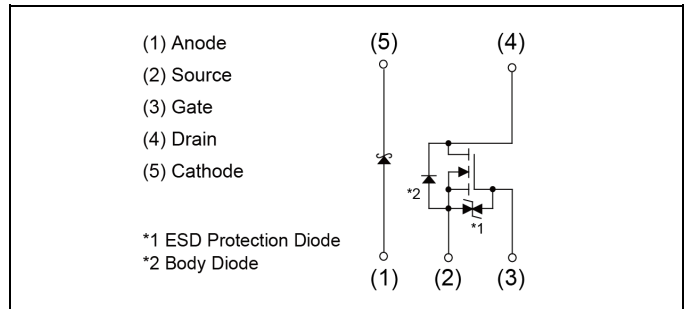 (1) Anode
(2) Source
(3) Gate
(4) Drain
(5) Cathode
*1 ESD Protection Diode
*2 Body Diode
(5) (4)
*2
*1
(1) (2) (3)